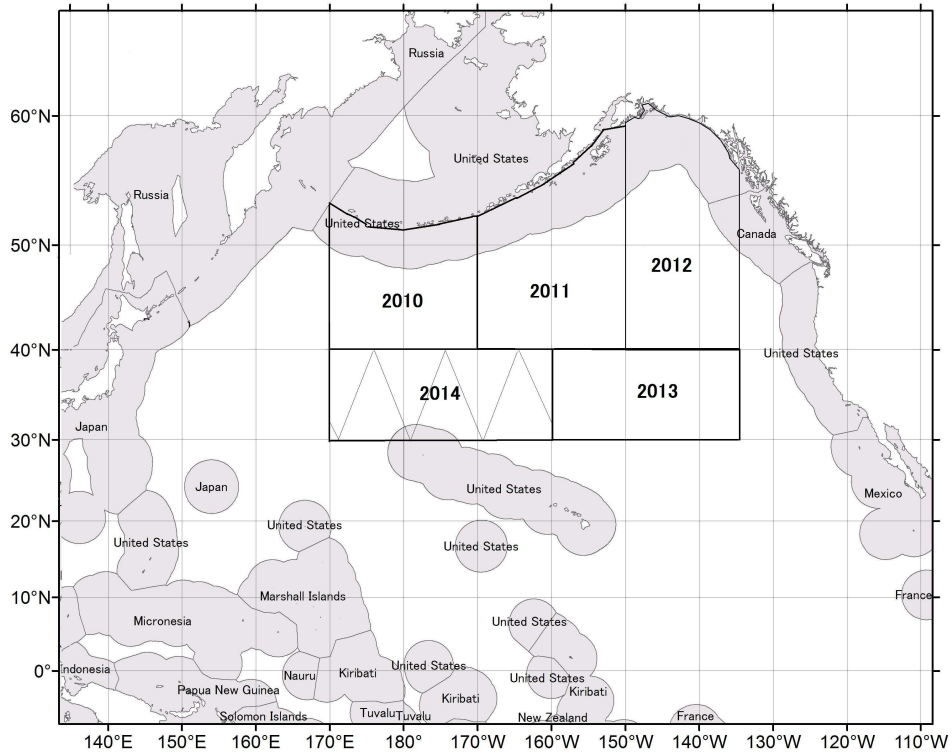 Russia
60°N
United States
Russia
United States
Canada
50°N
2012
2011
2010
40°N
United States
2014
2013
Japan
30°N
Japan
United States
Mexico
20°N
United States
United States
United States
10°N
Marshall Islands
France
Micronesia
United States
0°
Indonesia
Nauru
Kiribati
United States
United States
Papua New Guinea
Kiribati
Kiribati
Solomon Islands
Tuvalu
Tuvalu
New Zealand
France
140°E 150°E 160°E 170°E 180° 170°W 160°W 150°W 140°W 130°W 120°W 110°W